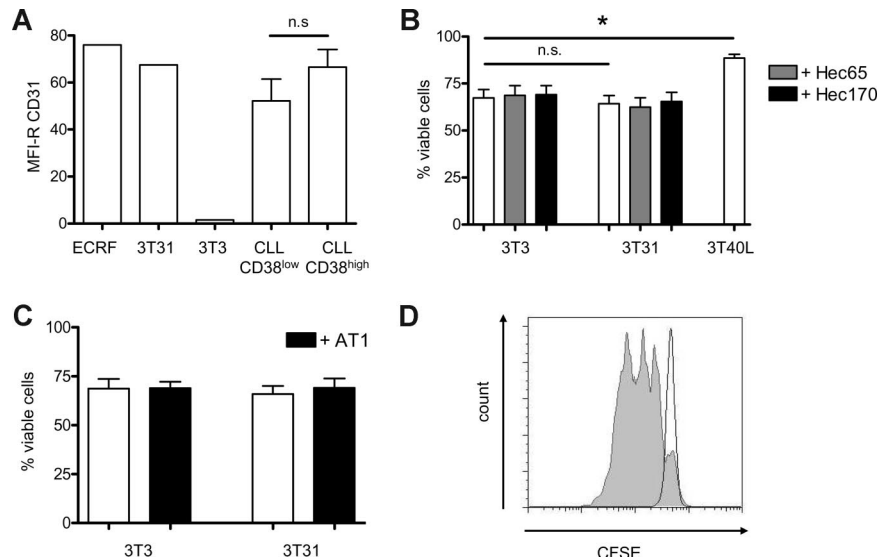 A
n.s
MFI-R CD31
80
60
40
20
0
ECRF 3T31 3T3 CLL CLL
CD38low CD38high
B
*
n.s.
% viable cells
100
75
50
25
0
3T3 3T31 3T40L
+ Hec65
+ Hec170
C
% viable cells
100
75
50
25
0
+ AT1
3T3 3T31
D
count
CFSE